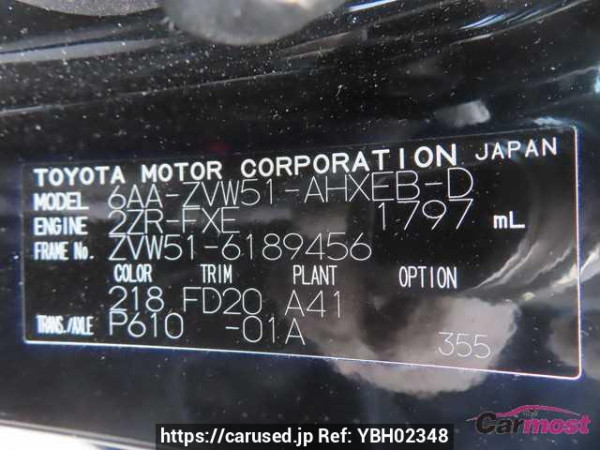 TOYOTA MOTOR CORPORATION JAPAN
MODEL 6AA-ZVW51-AHXEB-D
ENGINE 2ZR-FXE 1797 mL
FRAME No. ZVW51-6189456
COLOR TRIM PLANT OPTION
218 FD20 A41
TRANS./AXLE P610 -01A 355
Carmost
https://carused.jp Ref: YBH02348